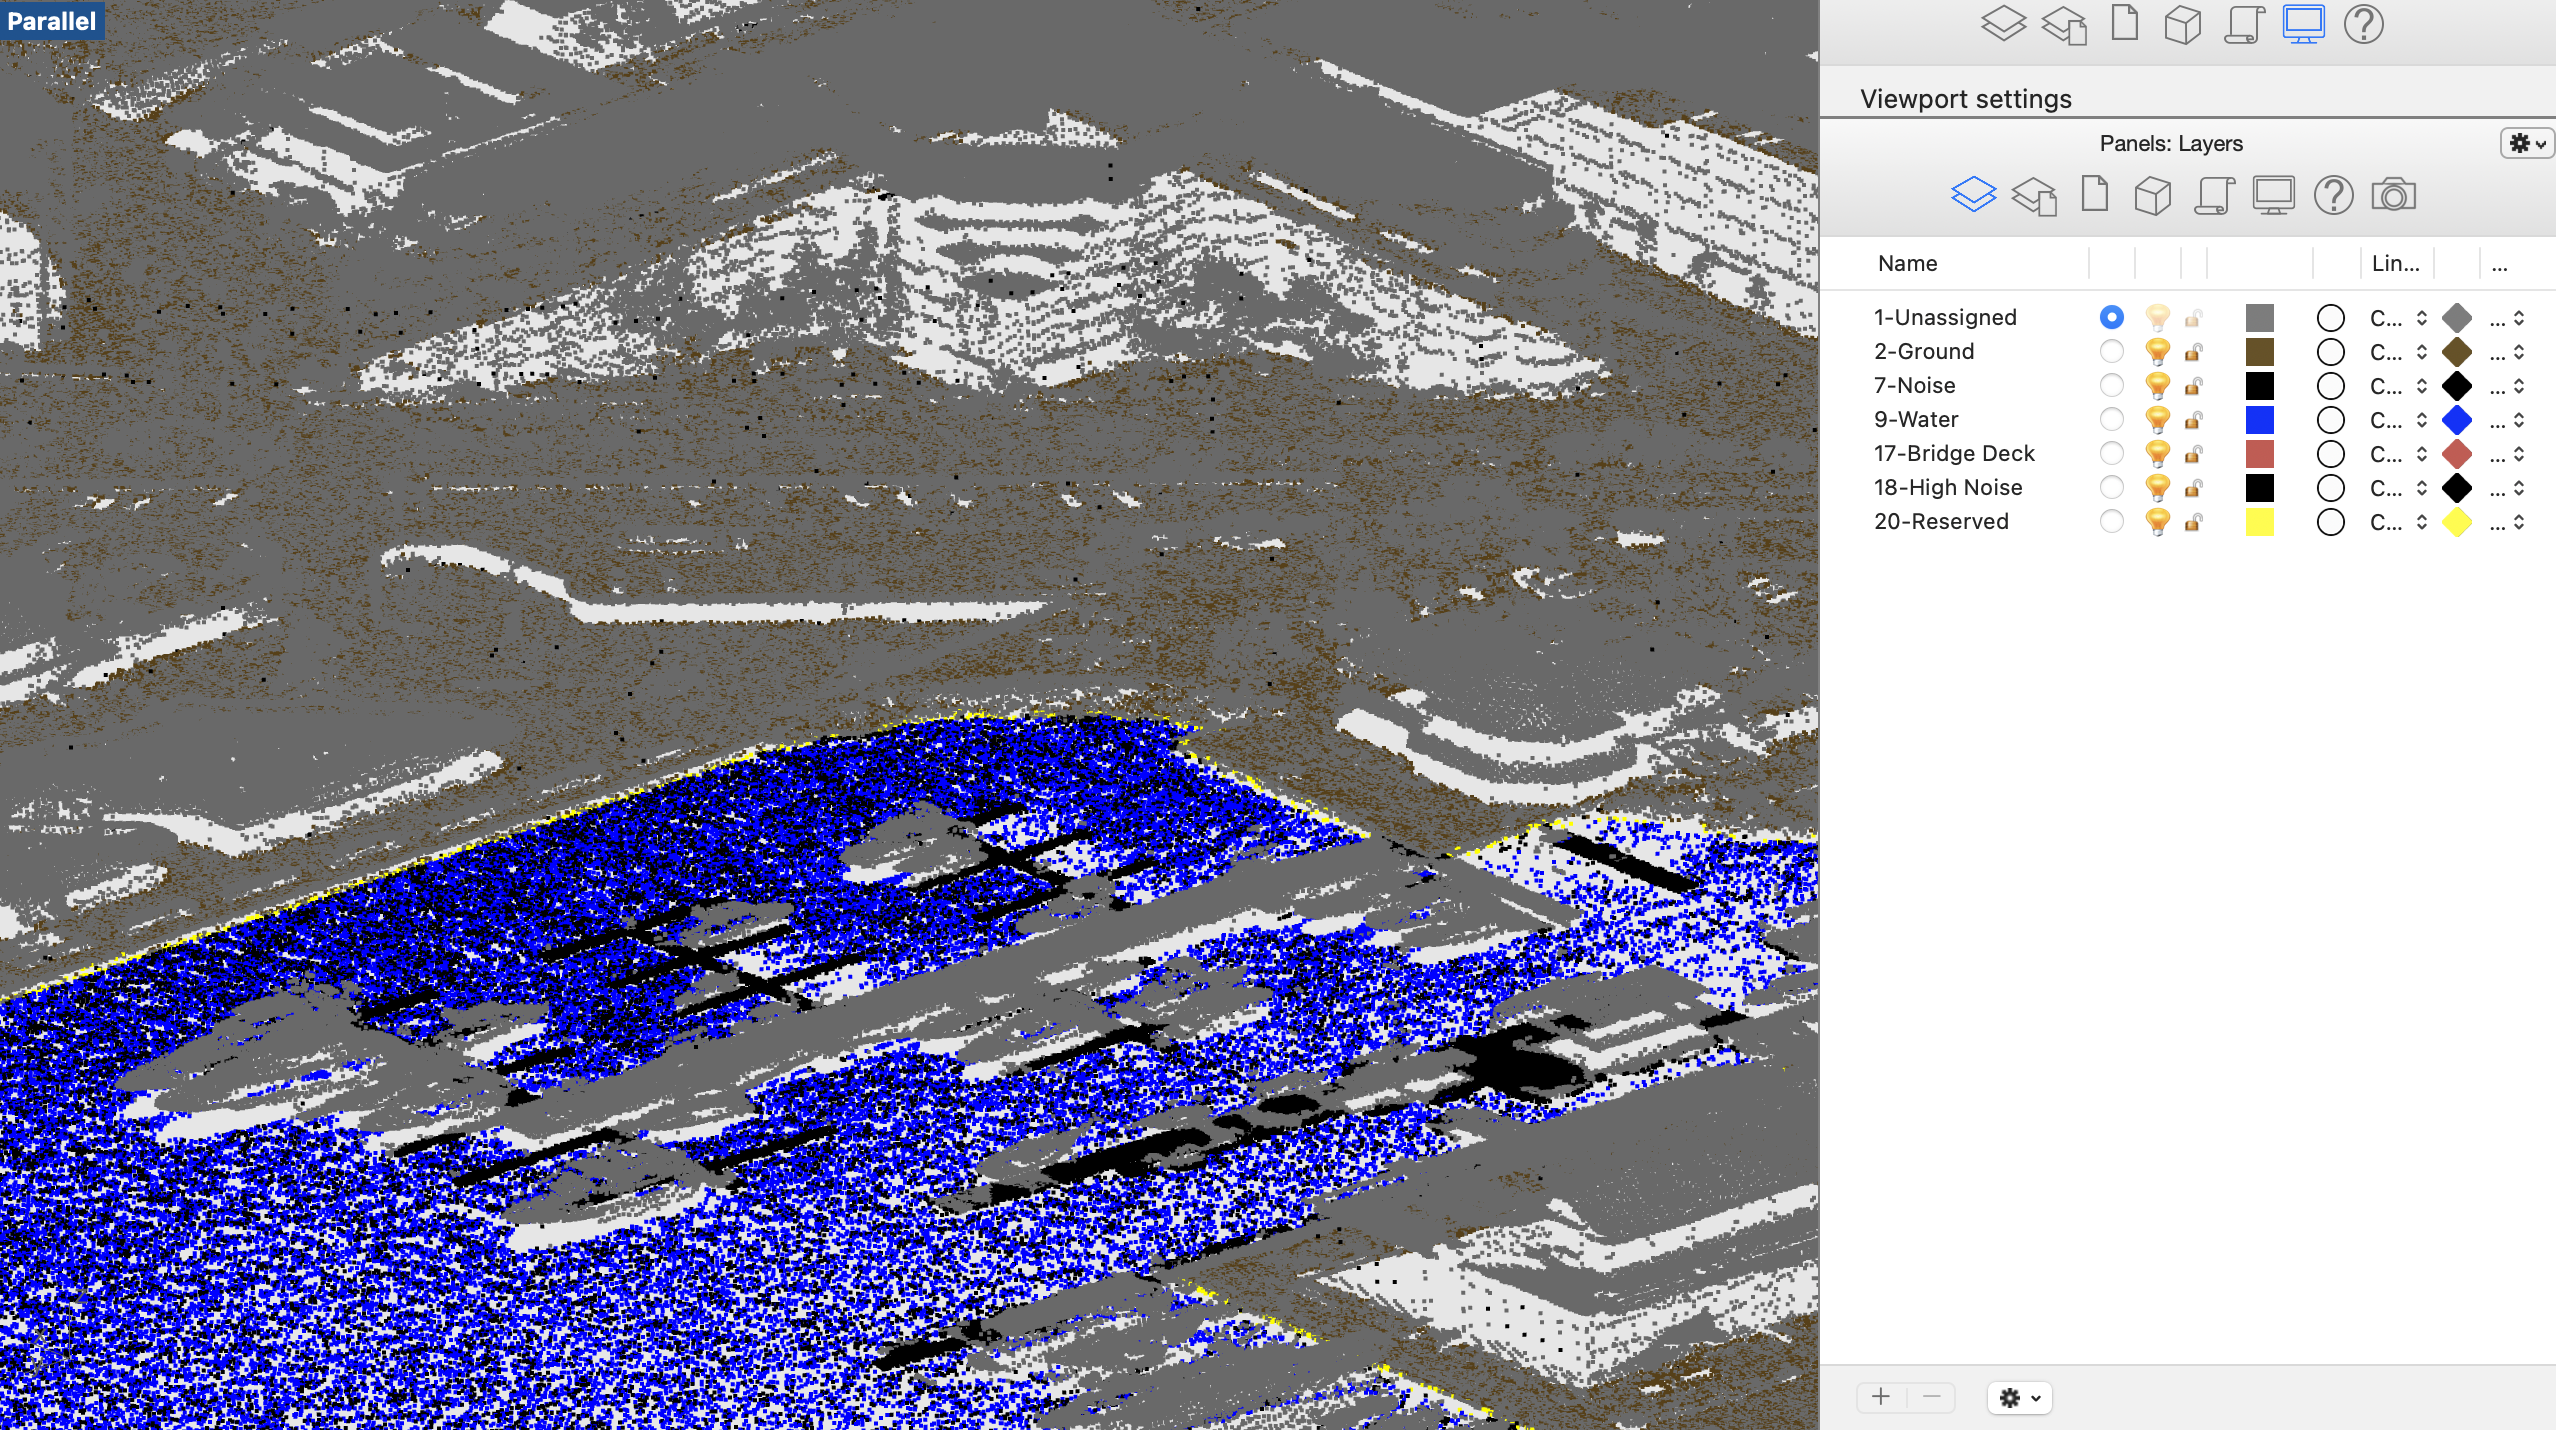 Parallel
Viewport settings
Panels: Layers
Name Lin... ...
1-Unassigned C... ...
2-Ground C... ...
7-Noise C... ...
9-Water C... ...
17-Bridge Deck C... ...
18-High Noise C... ...
20-Reserved C... ...